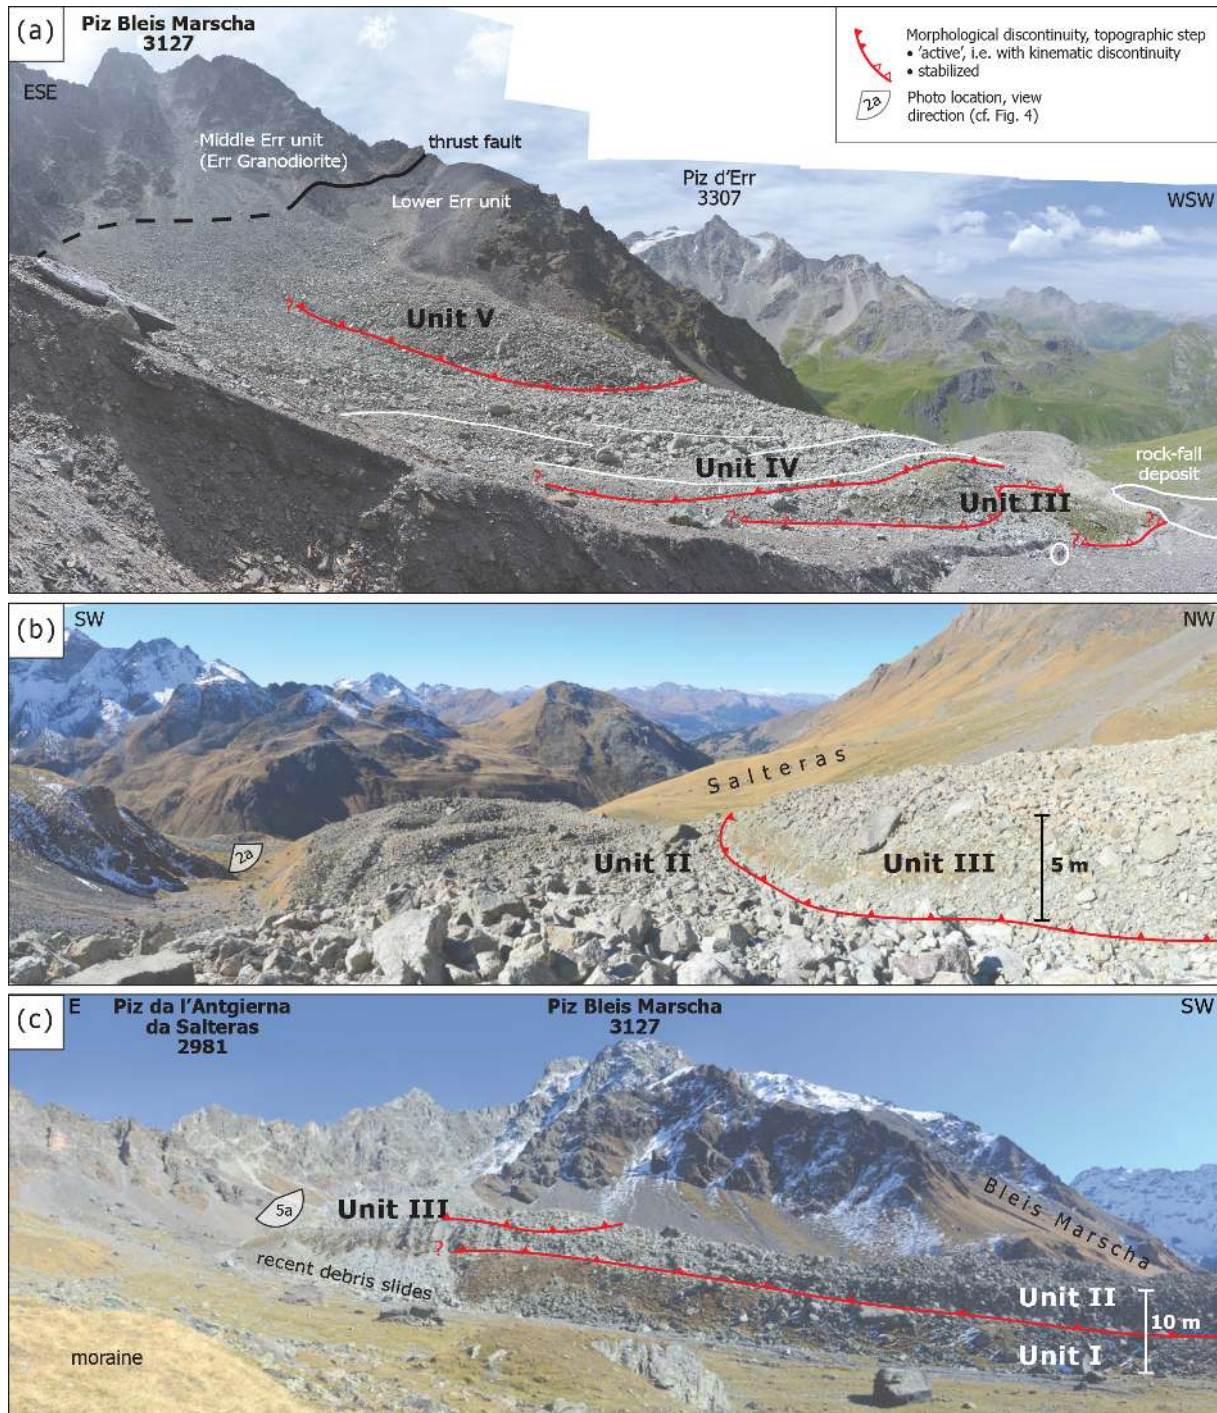 (a)
Piz Bleis Marscha
3127
ESE
Middle Err unit
(Err Granodiorite)
thrust fault
Lower Err unit
Piz d'Err
3307
WSW
Morphological discontinuity, topographic step
• 'active', i.e. with kinematic discontinuity
• stabilized
2a
Photo location, view
direction (cf. Fig. 4)
?
Unit V
?
Unit IV
?
Unit III
rock-fall
deposit
?
?
(b)
SW
NW
Salteras
2a
Unit II
Unit III
5 m
(c)
E
Piz da l'Antgierna
da Salteras
2981
Piz Bleis Marscha
3127
SW
5a
Unit III
?
recent debris slides
Bleis Marscha
Unit II
10 m
Unit I
moraine